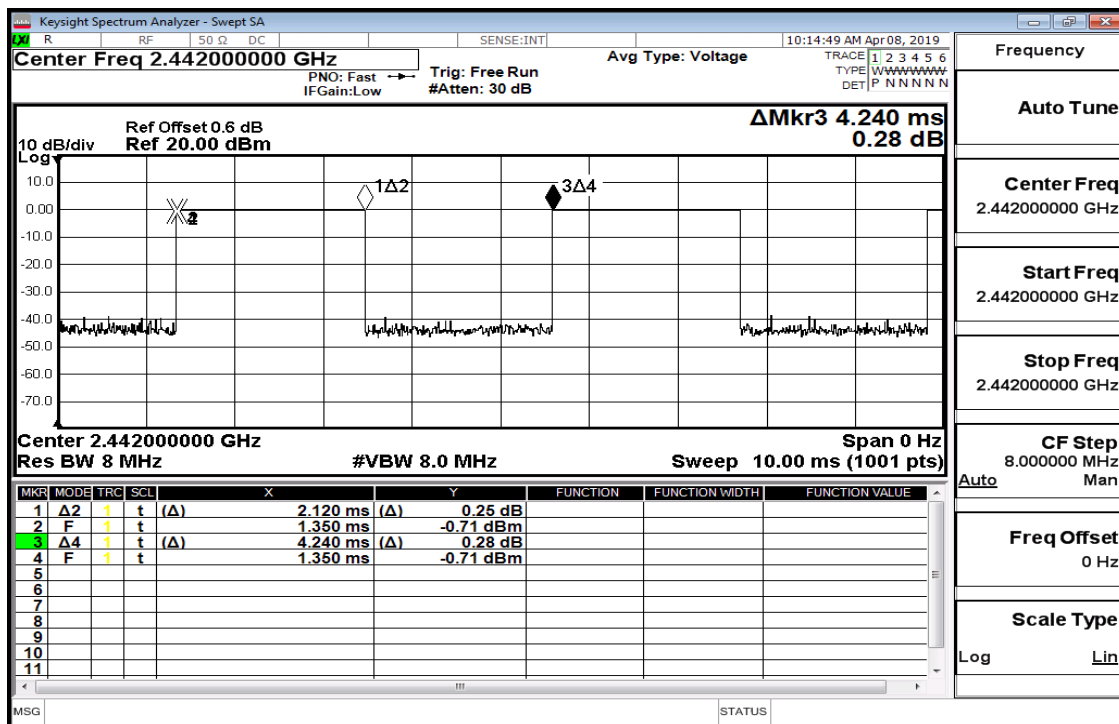 Keysight Spectrum Analyzer - Swept SA
LXI R RF 50 Ω DC SENSE:INT 10:14:49 AM Apr 08, 2019
Center Freq 2.442000000 GHz
PNO: Fast
IFGain:Low
Trig: Free Run
#Atten: 30 dB
Avg Type: Voltage
TRACE 1 2 3 4 5 6
TYPE WWWWWW
DET P N N N N N
ΔMkr3 4.240 ms
0.28 dB
Ref Offset 0.6 dB
10 dB/div Ref 20.00 dBm
Log
10.0
0.00
-10.0
-20.0
-30.0
-40.0
-50.0
-60.0
-70.0
1Δ2
3Δ4
Center 2.442000000 GHz Span 0 Hz
Res BW 8 MHz #VBW 8.0 MHz Sweep 10.00 ms (1001 pts)
MKR MODE TRC SCL X Y FUNCTION FUNCTION WIDTH FUNCTION VALUE
1 Δ2 1 t (Δ) 2.120 ms (Δ) 0.25 dB
2 F 1 t 1.350 ms -0.71 dBm
3 Δ4 1 t (Δ) 4.240 ms (Δ) 0.28 dB
4 F 1 t 1.350 ms -0.71 dBm
5
6
7
8
9
10
11
MSG STATUS
Frequency
Auto Tune
Center Freq
2.442000000 GHz
Start Freq
2.442000000 GHz
Stop Freq
2.442000000 GHz
CF Step
8.000000 MHz
Auto Man
Freq Offset
0 Hz
Scale Type
Log Lin